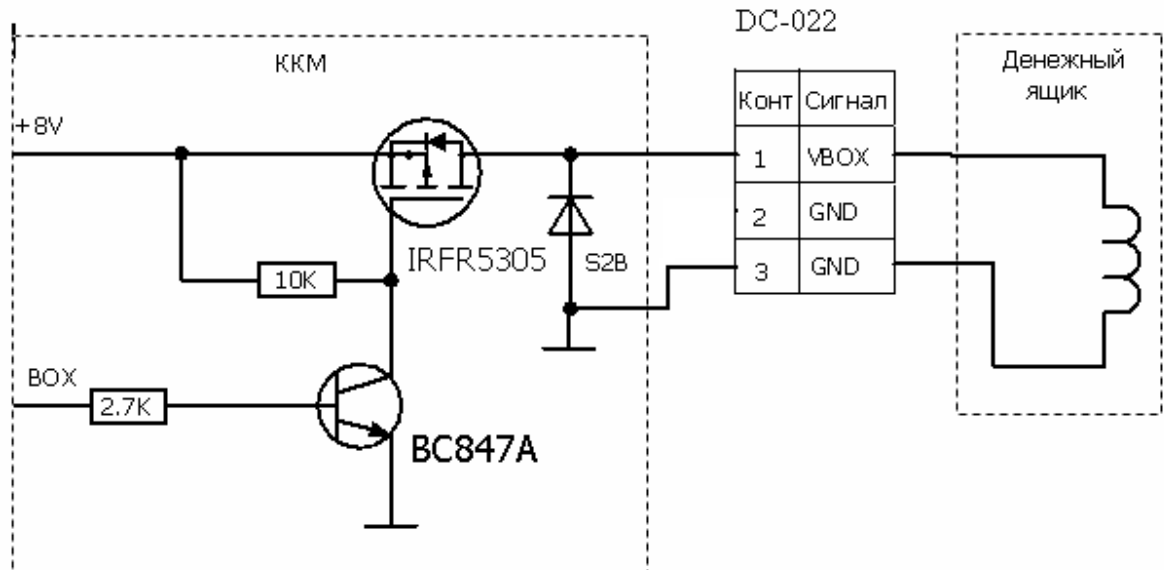 DC-022
ККМ
Денежный
ящик
Конт Сигнал
+8V
1 VBOX
2 GND
IRFR5305
S2B
3 GND
10K
BOX
2.7K
BC847A